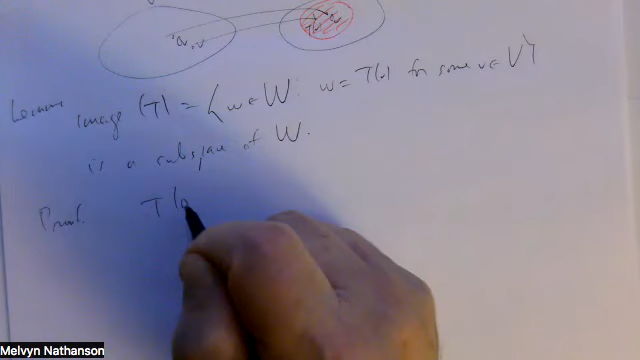 Lemma image (T) = { w ∈ W : w = T(v) for some v ∈ V }
is a subspace of W.
Proof. T(0
Melvyn Nathanson